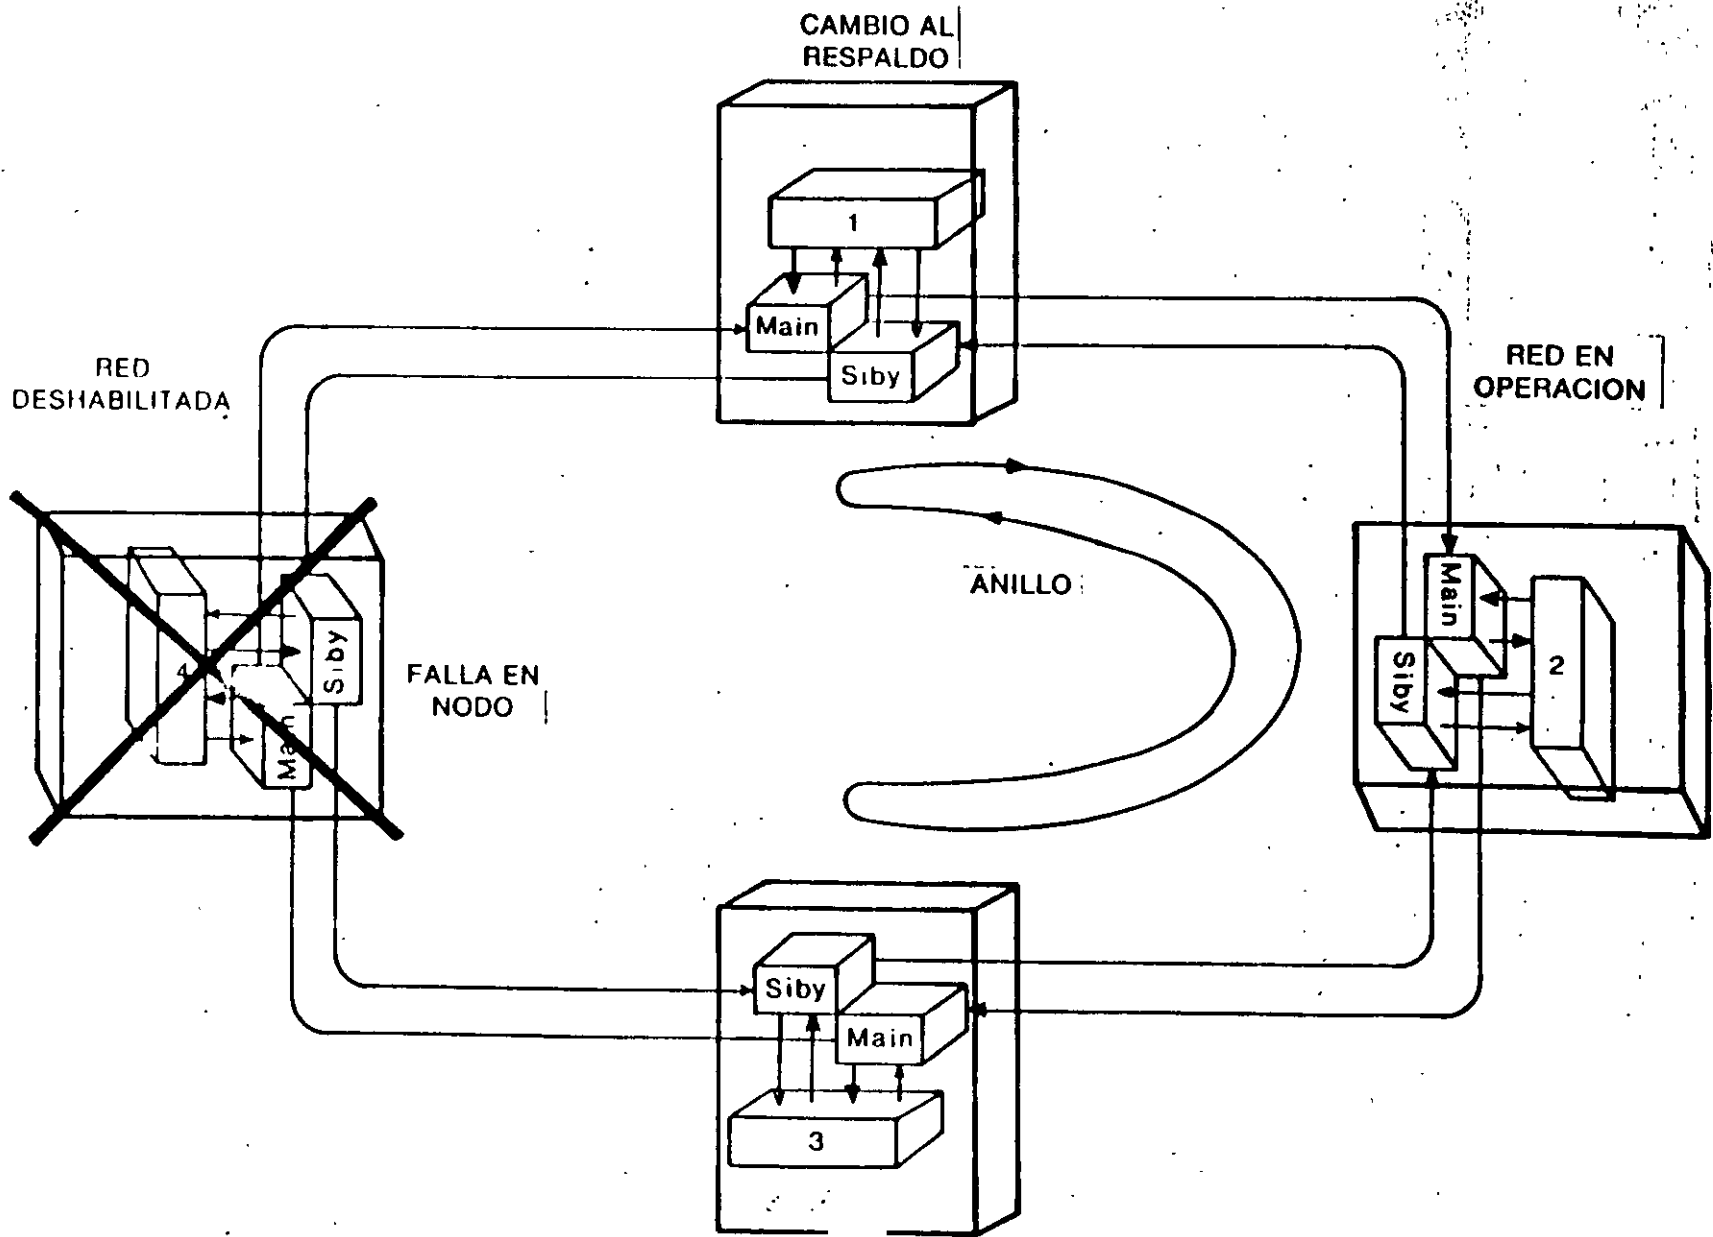 CAMBIO AL
RESPALDO
1
Main
Siby
RED
DESHABILITADA
RED EN
OPERACION
ANILLO
4
Siby
Main
FALLA EN
NODO
Main
Siby
2
Siby
Main
3